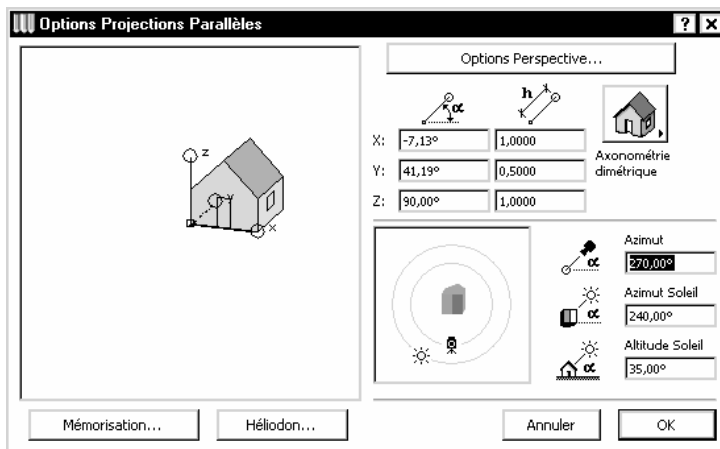 Options Projections Parallèles
? X
Options Perspective...
α
h
X: -7,13° 1,0000
Y: 41,19° 0,5000
Z: 90,00° 1,0000
Axonométrie
dimétrique
z
y
x
Azimut
α 270,00°
Azimut Soleil
α 240,00°
Altitude Soleil
α 35,00°
Mémorisation...
Héliodon...
Annuler
OK